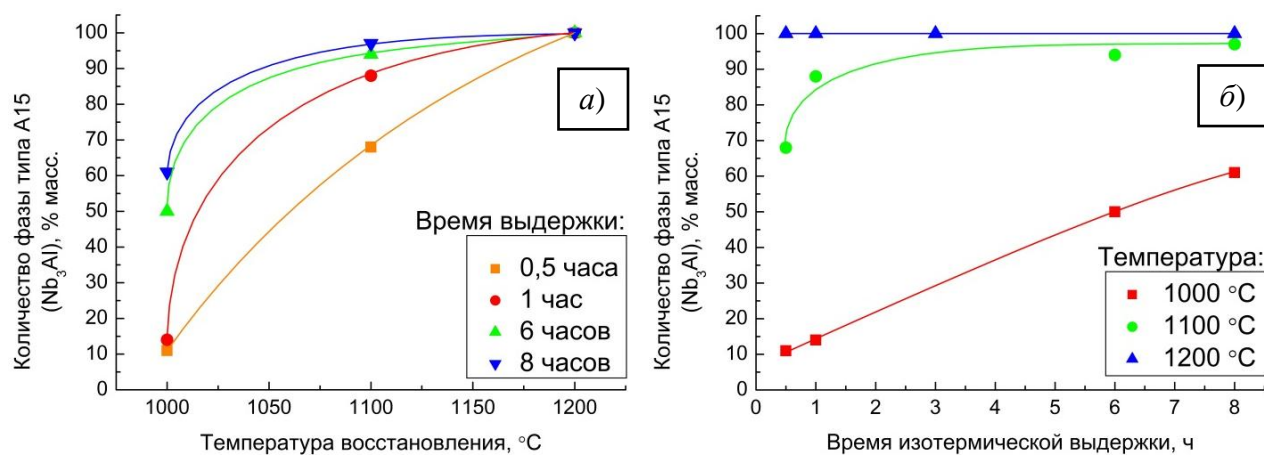 Количество фазы типа А15
(Nb₃Al), % масс.
100
90
80
70
60
50
40
30
20
10
0
а)
Время выдержки:
0,5 часа
1 час
6 часов
8 часов
1000
1050
1100
1150
1200
Температура восстановления, °С
Количество фазы типа А15
(Nb₃Al), % масс.
100
90
80
70
60
50
40
30
20
10
0
б)
Температура:
1000 °C
1100 °C
1200 °C
0
1
2
3
4
5
6
7
8
Время изотермической выдержки, ч